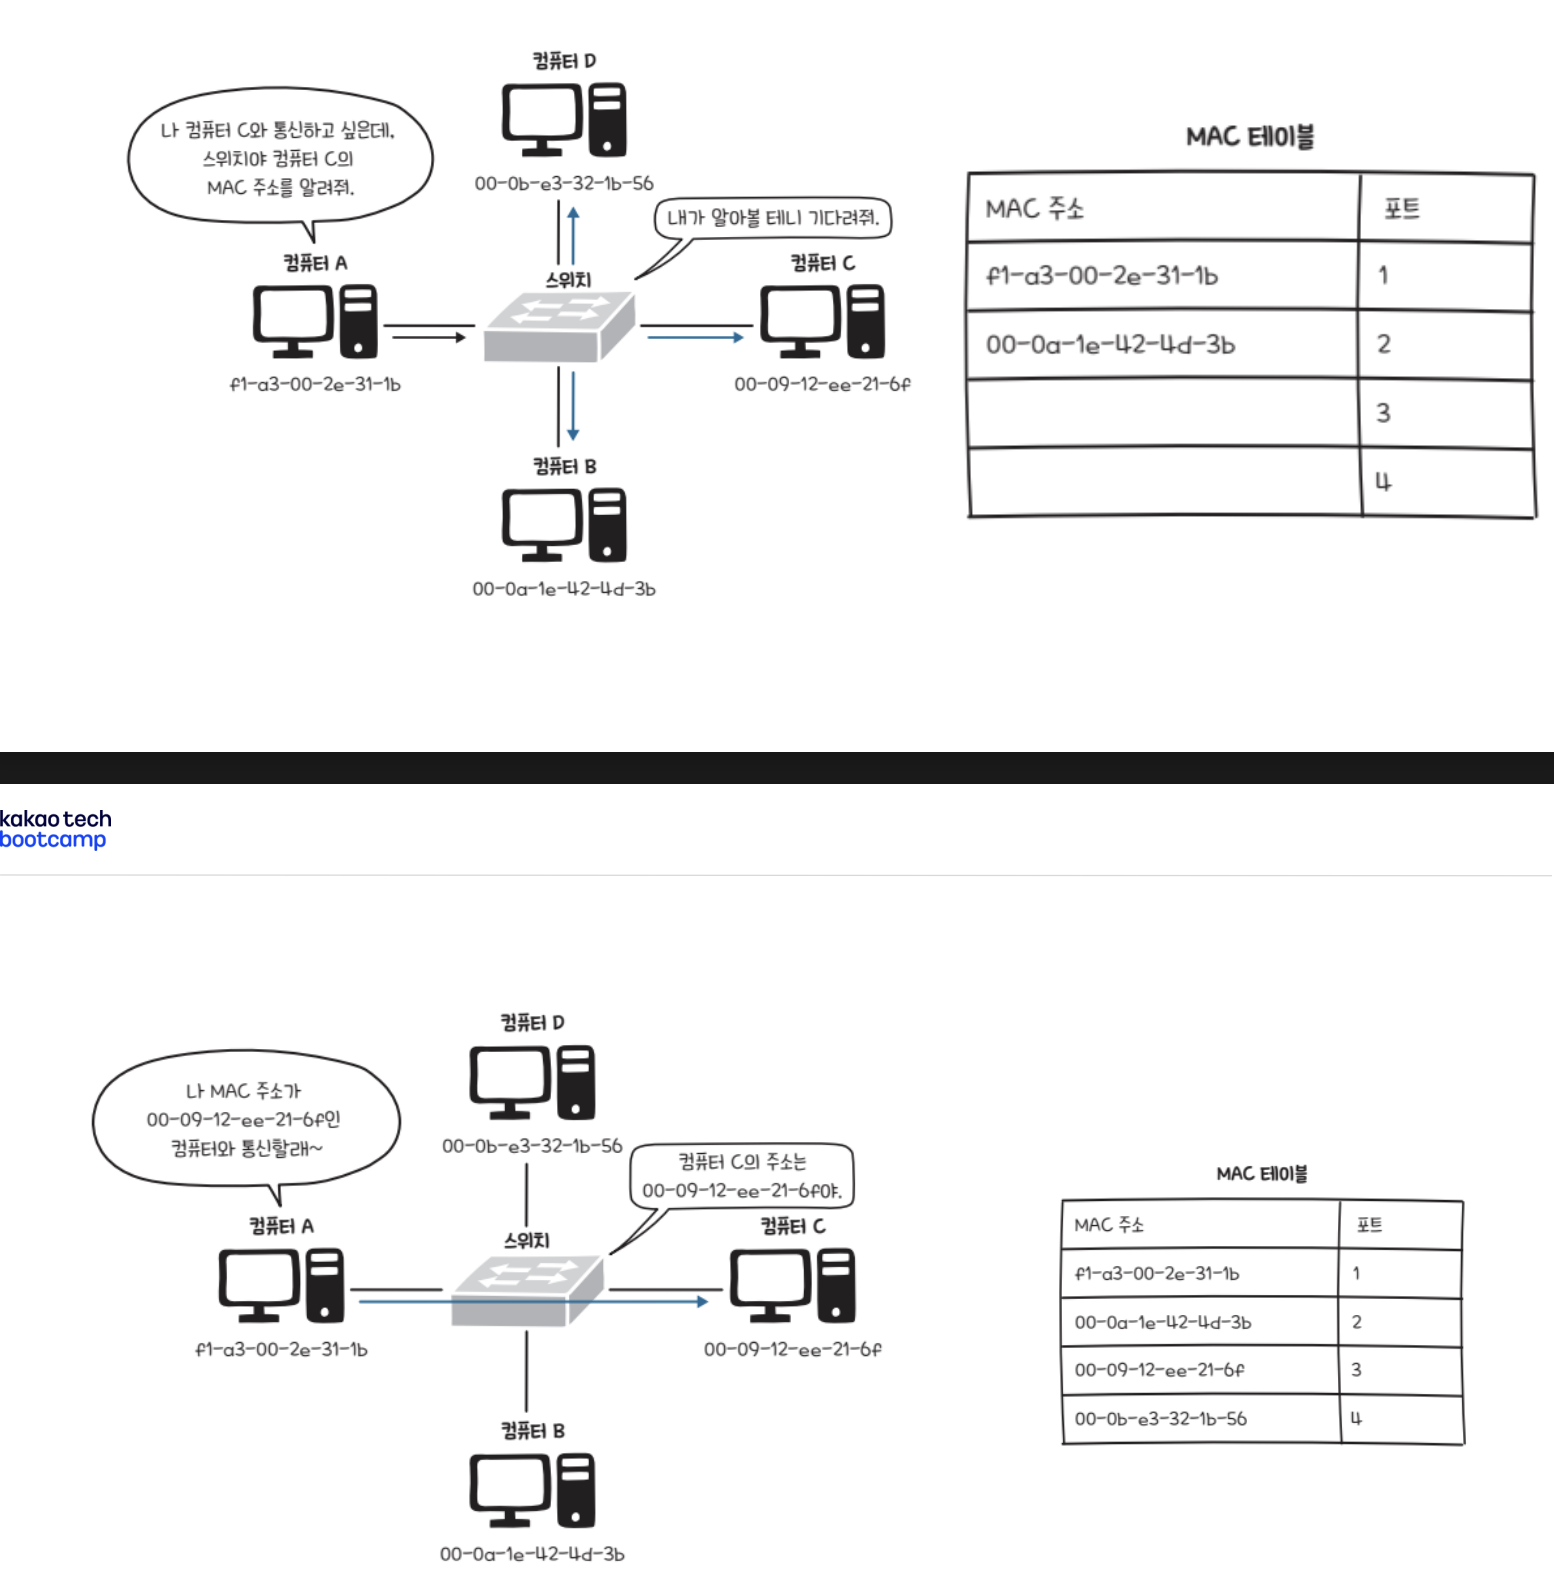 컴퓨터 D
나 컴퓨터 C와 통신하고 싶은데,
스위치야 컴퓨터 C의
MAC 주소를 알려줘.
00-0b-e3-32-1b-56
내가 알아볼 테니 기다려줘.
컴퓨터 A
스위치
컴퓨터 C
f1-a3-00-2e-31-1b
00-09-12-ee-21-6f
컴퓨터 B
00-0a-1e-42-4d-3b
MAC 테이블
MAC 주소 포트
f1-a3-00-2e-31-1b 1
00-0a-1e-42-4d-3b 2
3
4
kakao tech
bootcamp
컴퓨터 D
나 MAC 주소가
00-09-12-ee-21-6f인
컴퓨터와 통신할래~
00-0b-e3-32-1b-56
컴퓨터 C의 주소는
00-09-12-ee-21-6f야.
컴퓨터 A
스위치
컴퓨터 C
f1-a3-00-2e-31-1b
00-09-12-ee-21-6f
컴퓨터 B
00-0a-1e-42-4d-3b
MAC 테이블
MAC 주소 포트
f1-a3-00-2e-31-1b 1
00-0a-1e-42-4d-3b 2
00-09-12-ee-21-6f 3
00-0b-e3-32-1b-56 4